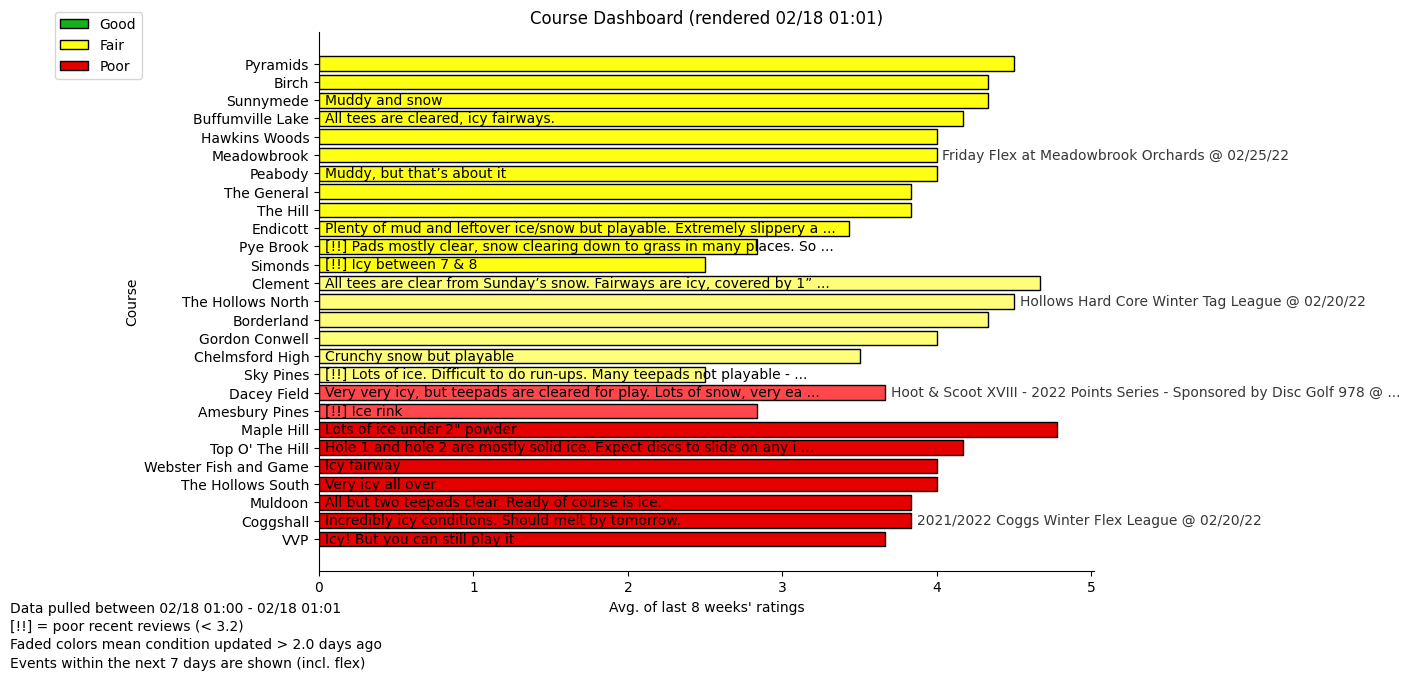 Course Dashboard (rendered 02/18 01:01)
Good
Fair
Poor
Course
Pyramids
Birch
Sunnymede Muddy and snow
Buffumville Lake All tees are cleared, icy fairways.
Hawkins Woods
Meadowbrook Friday Flex at Meadowbrook Orchards @ 02/25/22
Peabody Muddy, but that’s about it
The General
The Hill
Endicott Plenty of mud and leftover ice/snow but playable. Extremely slippery a ...
Pye Brook [!!] Pads mostly clear, snow clearing down to grass in many places. So ...
Simonds [!!] Icy between 7 & 8
Clement All tees are clear from Sunday’s snow. Fairways are icy, covered by 1” ...
The Hollows North Hollows Hard Core Winter Tag League @ 02/20/22
Borderland
Gordon Conwell
Chelmsford High Crunchy snow but playable
Sky Pines [!!] Lots of ice. Difficult to do run-ups. Many teepads not playable - ...
Dacey Field Very very icy, but teepads are cleared for play. Lots of snow, very ea ... Hoot & Scoot XVIII - 2022 Points Series - Sponsored by Disc Golf 978 @ ...
Amesbury Pines [!!] Ice rink
Maple Hill Lots of ice under 2" powder
Top O' The Hill Hole 1 and hole 2 are mostly solid ice. Expect discs to slide on any i ...
Webster Fish and Game Icy fairway
The Hollows South Very icy all over
Muldoon All but two teepads clear. Ready of course is ice.
Coggshall Incredibly icy conditions. Should melt by tomorrow. 2021/2022 Coggs Winter Flex League @ 02/20/22
VVP Icy! But you can still play it
0 1 2 3 4 5
Avg. of last 8 weeks' ratings
Data pulled between 02/18 01:00 - 02/18 01:01
[!!] = poor recent reviews (< 3.2)
Faded colors mean condition updated > 2.0 days ago
Events within the next 7 days are shown (incl. flex)